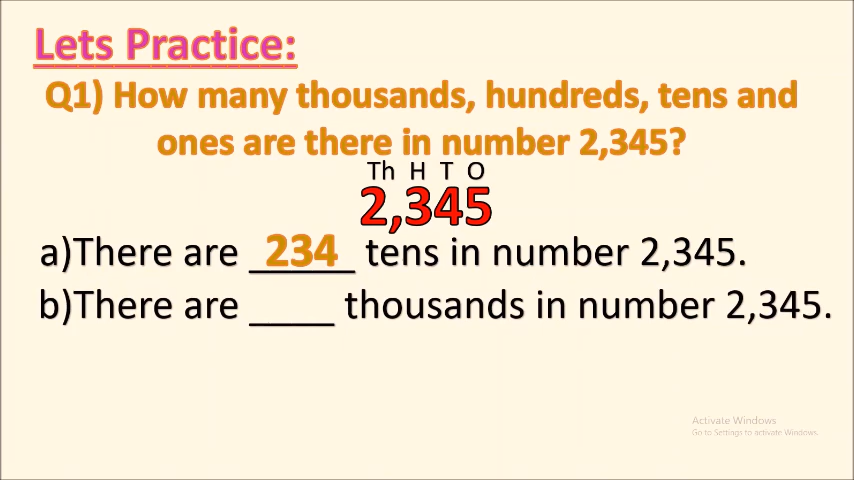 Lets Practice:
Q1) How many thousands, hundreds, tens and
ones are there in number 2,345?
Th H T O
2,345
a)There are 234 tens in number 2,345.
b)There are ____ thousands in number 2,345.
Activate Windows
Go to Settings to activate Windows.